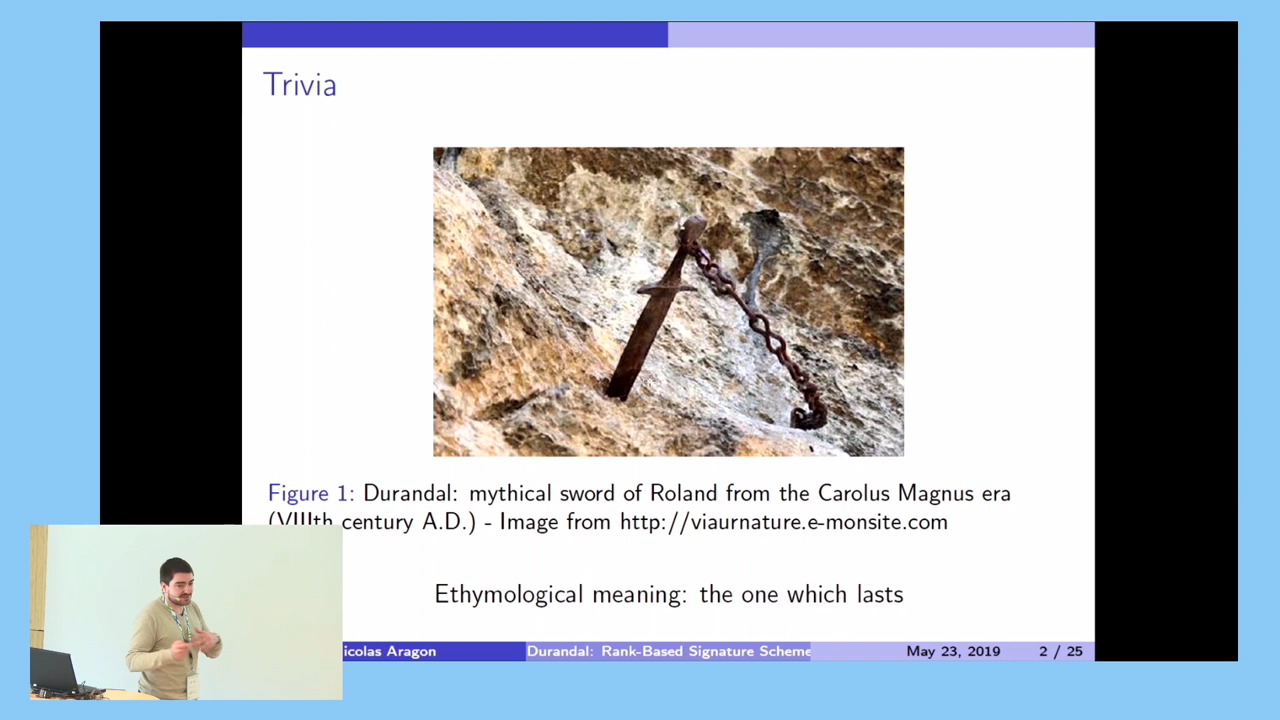 Trivia
Figure 1: Durandal: mythical sword of Roland from the Carolus Magnus era
(VIIIth century A.D.) - Image from http://viaurnature.e-monsite.com
Ethymological meaning: the one which lasts
icolas Aragon Durandal: Rank-Based Signature Scheme May 23, 2019 2 / 25